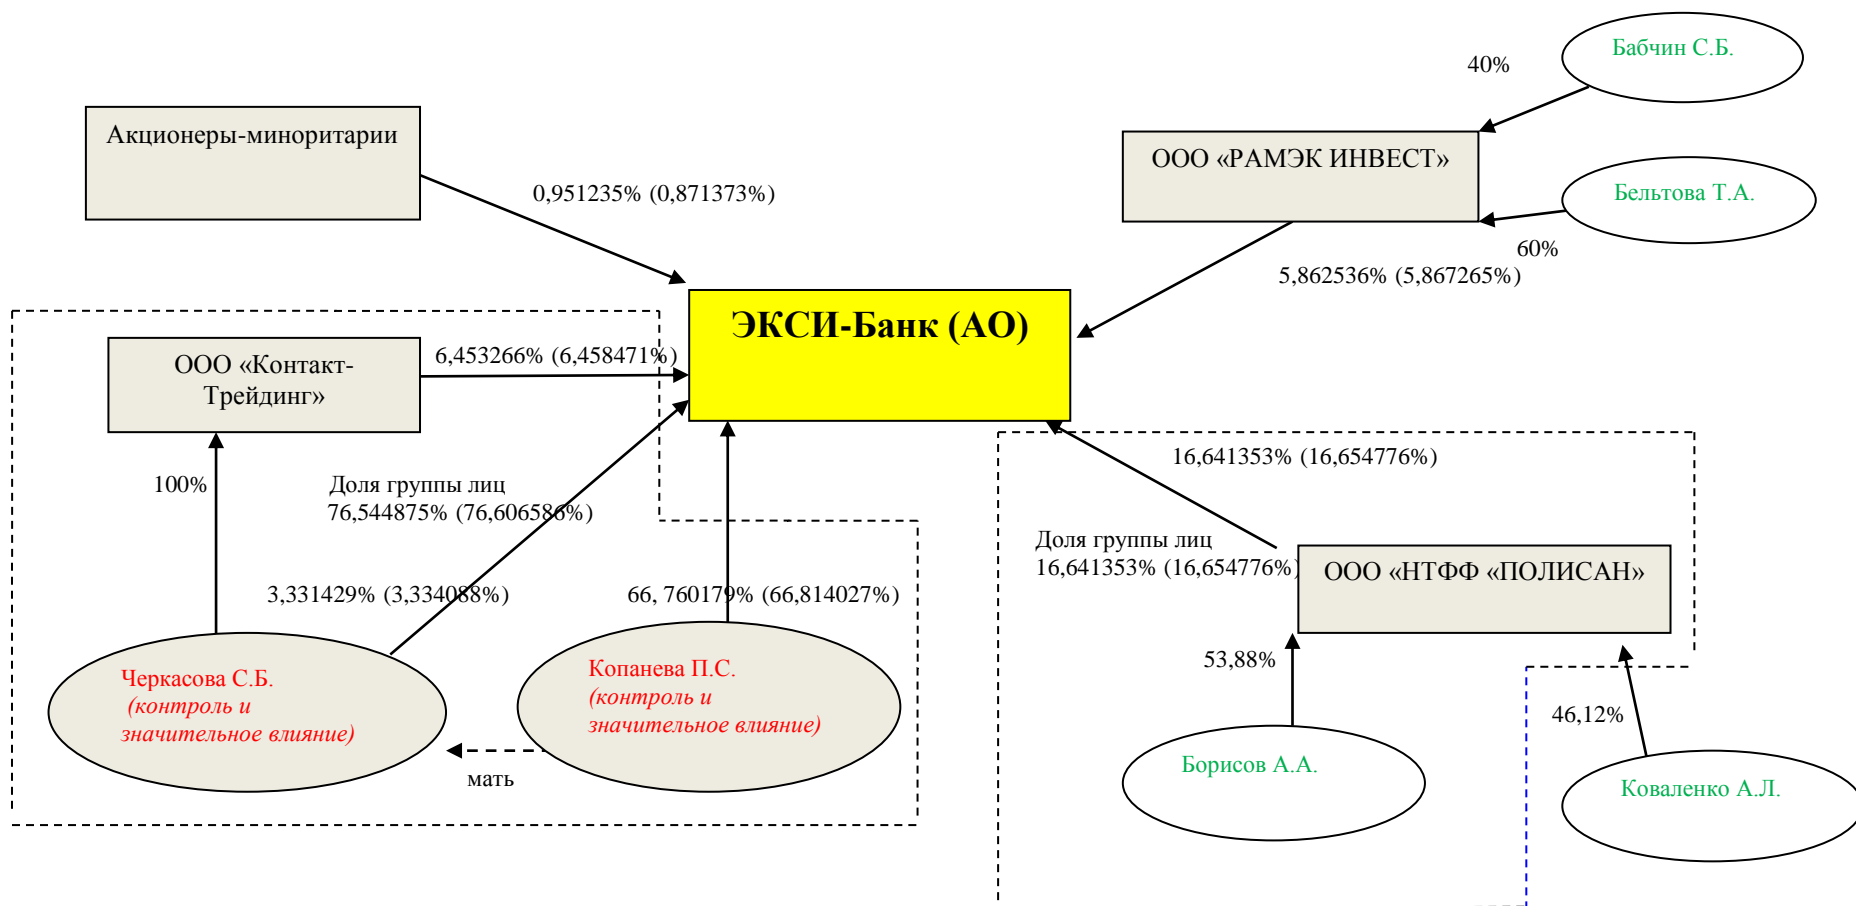 Бабчин С.Б.
40%
Акционеры-миноритарии
ООО «РАМЭК ИНВЕСТ»
0,951235% (0,871373%)
Бельтова Т.А.
60%
5,862536% (5,867265%)
ЭКСИ-Банк (АО)
ООО «Контакт-
Трейдинг»
6,453266% (6,458471%)
16,641353% (16,654776%)
100%
Доля группы лиц
76,544875% (76,606586%)
Доля группы лиц
16,641353% (16,654776%)
ООО «НТФФ «ПОЛИСАН»
3,331429% (3,334088%)
66, 760179% (66,814027%)
53,88%
46,12%
Черкасова С.Б.
(контроль и
значительное влияние)
Копанева П.С.
(контроль и
значительное влияние)
мать
Борисов А.А.
Коваленко А.Л.